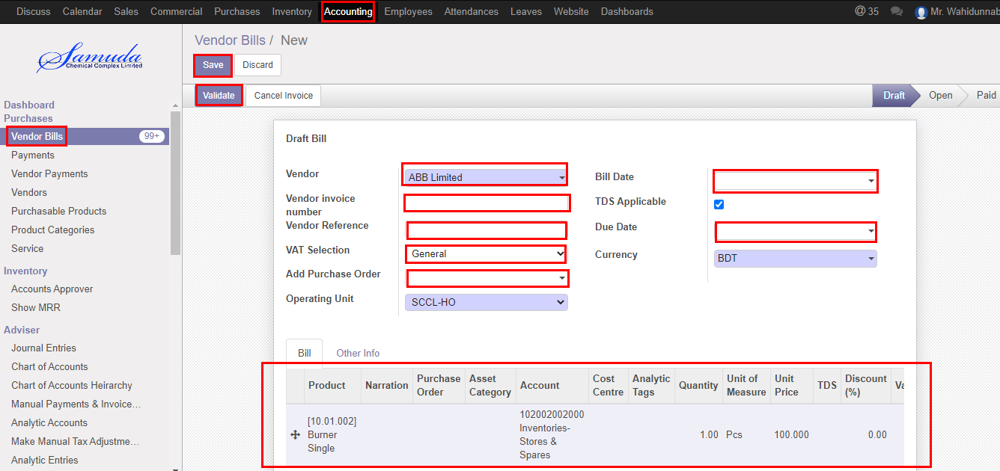 Discuss Calendar Sales Commercial Purchases Inventory Accounting Employees Attendances Leaves Website Dashboards @ 35 Mr. Wahidunnab
Samuda
Chemical Complex Limited
Vendor Bills / New
Save Discard
Validate Cancel Invoice Draft Open Paid
Dashboard
Purchases
Vendor Bills 99+
Payments
Vendor Payments
Vendors
Purchasable Products
Product Categories
Service
Inventory
Accounts Approver
Show MRR
Adviser
Journal Entries
Chart of Accounts
Chart of Accounts Heirarchy
Manual Payments & Invoice…
Analytic Accounts
Make Manual Tax Adjustme…
Analytic Entries
Draft Bill
Vendor ABB Limited
Vendor invoice
number
Vendor Reference
VAT Selection General
Add Purchase Order
Operating Unit SCCL-HO
Bill Date
TDS Applicable
Due Date
Currency BDT
Bill Other Info
Product Narration Purchase Order Asset Category Account Cost Centre Analytic Tags Quantity Unit of Measure Unit Price TDS Discount (%) Va
[10.01.002] Burner Single 102002002000 Inventories- Stores & Spares 1.00 Pcs 100.000 0.00